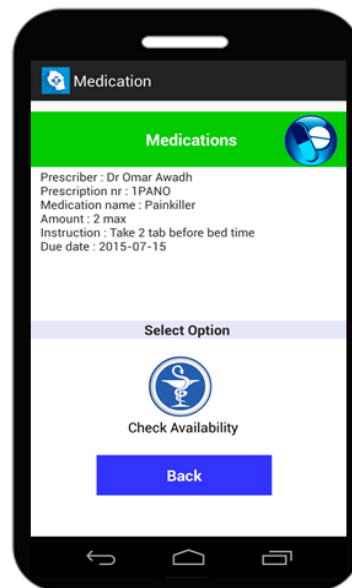 Medication
Medications
Prescriber : Dr Omar Awadh
Prescription nr : 1PANO
Medication name : Painkiller
Amount : 2 max
Instruction : Take 2 tab before bed time
Due date : 2015-07-15
Select Option
Check Availability
Back